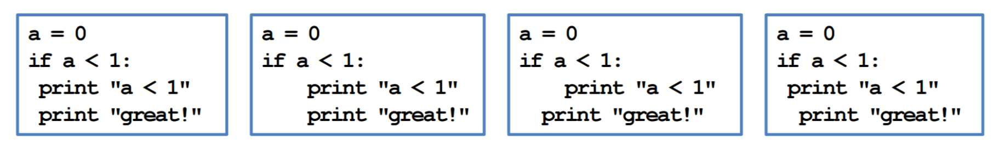 a = 0
if a < 1:
 print "a < 1"
 print "great!"
a = 0
if a < 1:
    print "a < 1"
    print "great!"
a = 0
if a < 1:
    print "a < 1"
  print "great!"
a = 0
if a < 1:
 print "a < 1"
  print "great!"